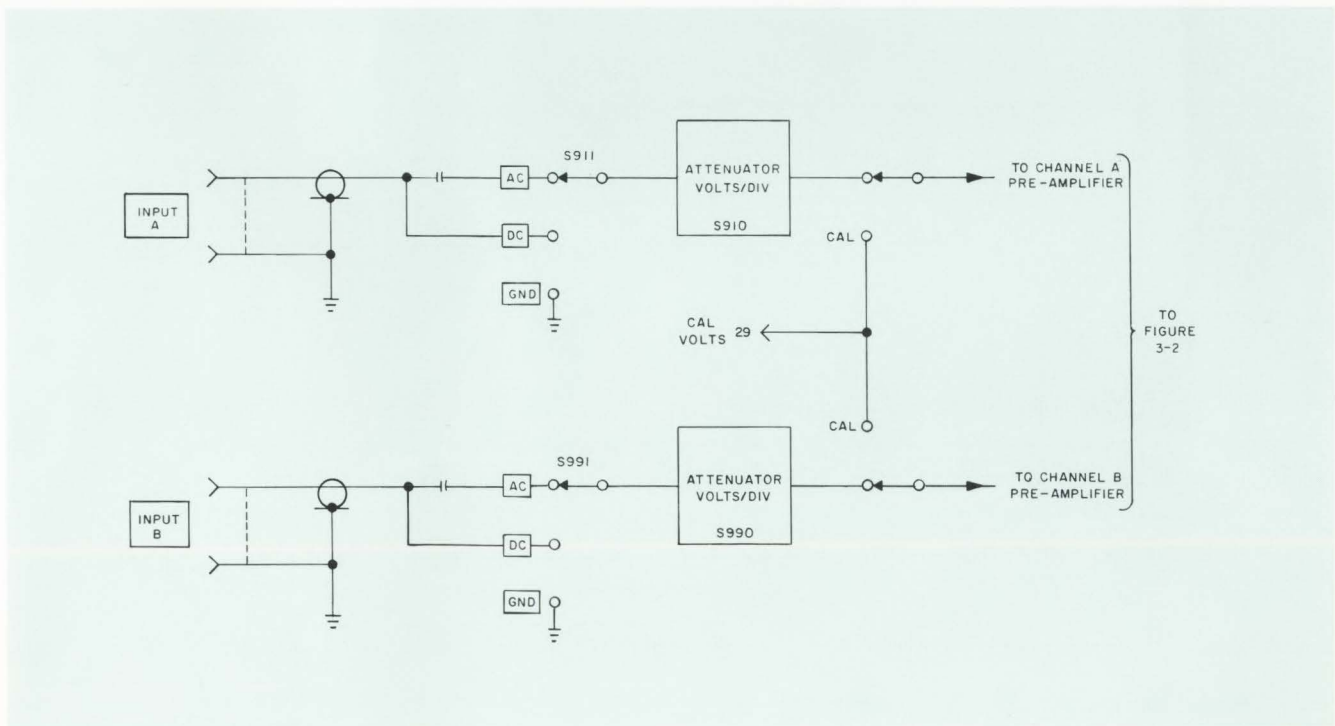 S911
INPUT
A
AC
DC
GND
ATTENUATOR
VOLTS/DIV
S910
TO CHANNEL A
PRE-AMPLIFIER
CAL
CAL
VOLTS 29
CAL
TO
FIGURE
3-2
S991
INPUT
B
AC
DC
GND
ATTENUATOR
VOLTS/DIV
S990
TO CHANNEL B
PRE-AMPLIFIER